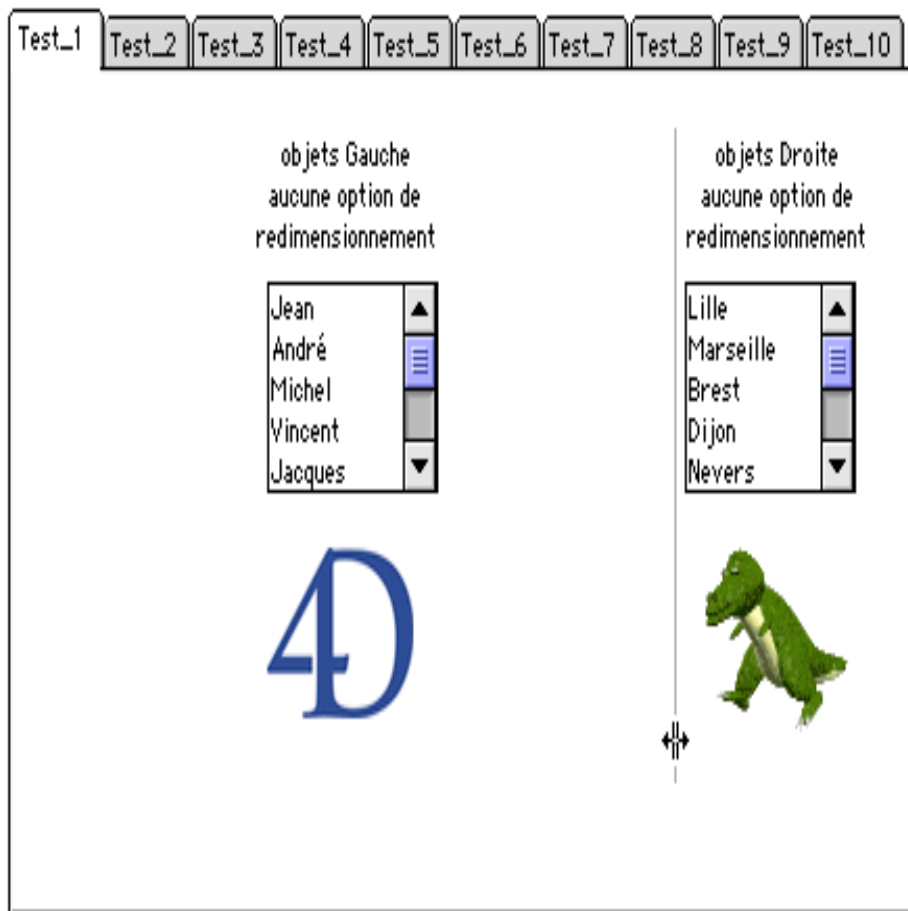 Test_1 Test_2 Test_3 Test_4 Test_5 Test_6 Test_7 Test_8 Test_9 Test_10
objets Gauche
aucune option de
redimensionnement
Jean
André
Michel
Vincent
Jacques
4D
objets Droite
aucune option de
redimensionnement
Lille
Marseille
Brest
Dijon
Nevers